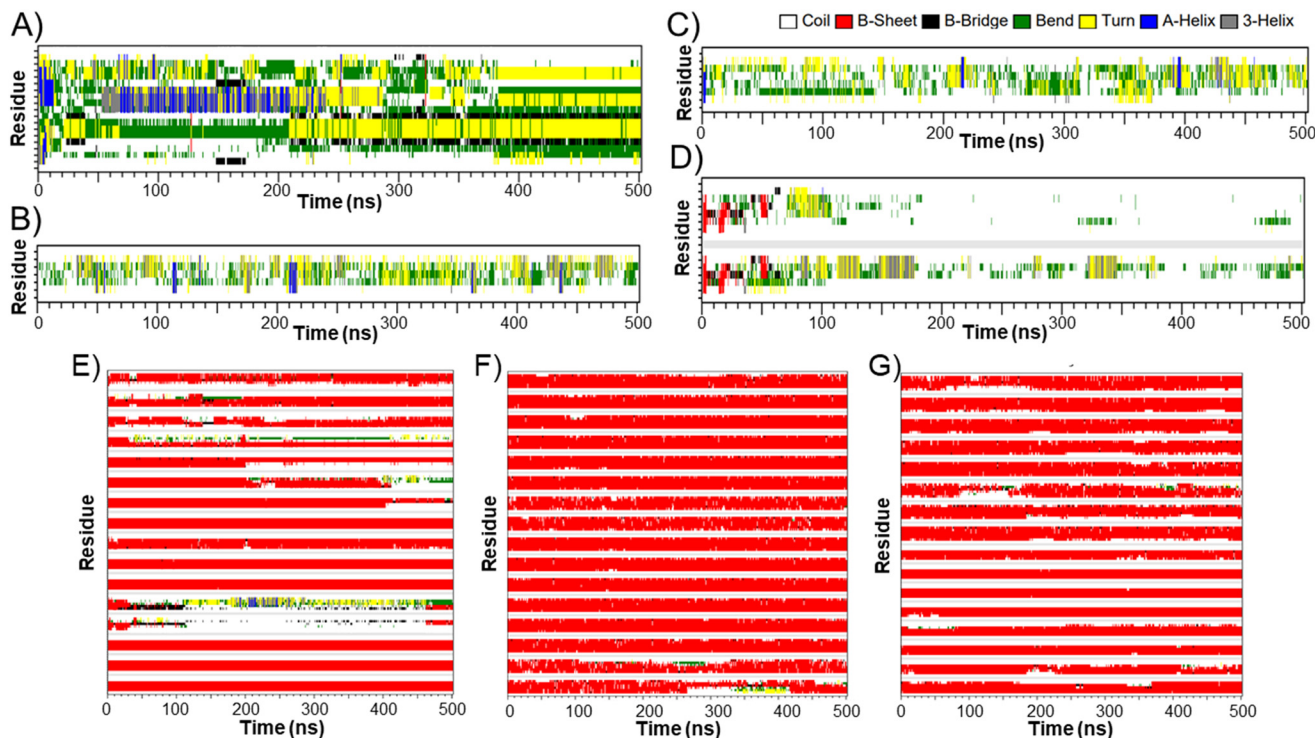 A)
C)
Coil B-Sheet B-Bridge Bend Turn A-Helix 3-Helix
Residue
0 100 200 300 400 500
Time (ns)
Residue
0 100 200 300 400 500
Time (ns)
B)
Residue
0 100 200 300 400 500
Time (ns)
D)
Residue
0 100 200 300 400 500
Time (ns)
E)
Residue
0 100 200 300 400 500
Time (ns)
F)
0 100 200 300 400 500
Time (ns)
G)
Residue
0 100 200 300 400 500
Time (ns)